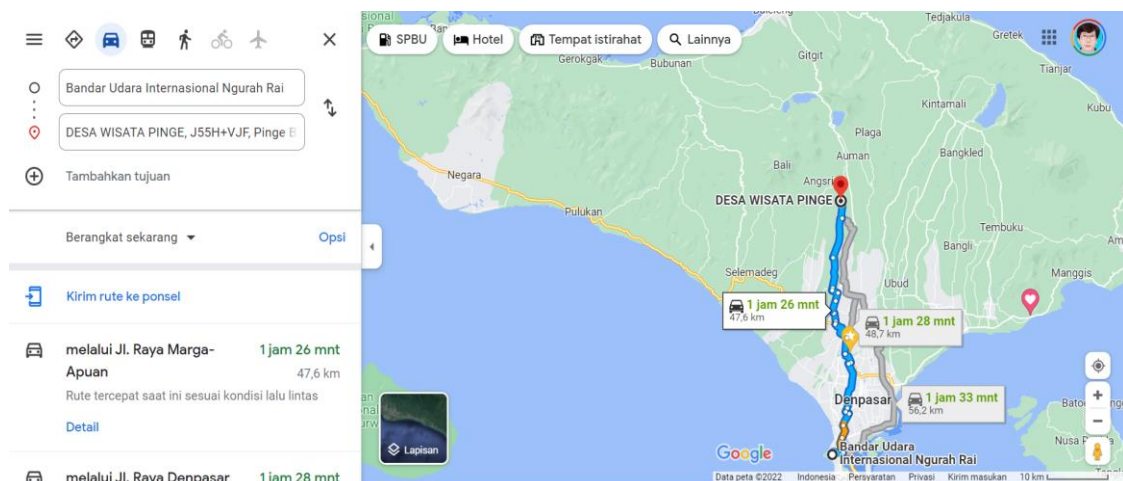 Bandar Udara Internasional Ngurah Rai
DESA WISATA PINGE, J55H+VJF, Pinge
Tambahkan tujuan
Berangkat sekarang
Opsi
Kirim rute ke ponsel
melalui Jl. Raya Marga-
Apuan
1 jam 26 mnt
47,6 km
Rute tercepat saat ini sesuai kondisi lalu lintas
Detail
melalui Jl. Raya Denpasar
1 jam 28 mnt
SPBU
Hotel
Tempat istirahat
Lainnya
Tedjakula
Gretek
Tianjar
Gerokgak
Bubunan
Gitgit
Kintamali
Kubu
Plaga
Bali
Auman
Bangkled
Negara
Angsri
DESA WISATA PINGE
Pulukan
Tembuku
Bangli
Selemadeg
Ubud
Manggis
1 jam 26 mnt
47,6 km
1 jam 28 mnt
48,7 km
Denpasar
1 jam 33 mnt
56,2 km
Lapisan
Google
Bandar Udara
Internasional Ngurah Rai
Data peta ©2022
Indonesia
Persyaratan
Privasi
Kirim masukan
10 km